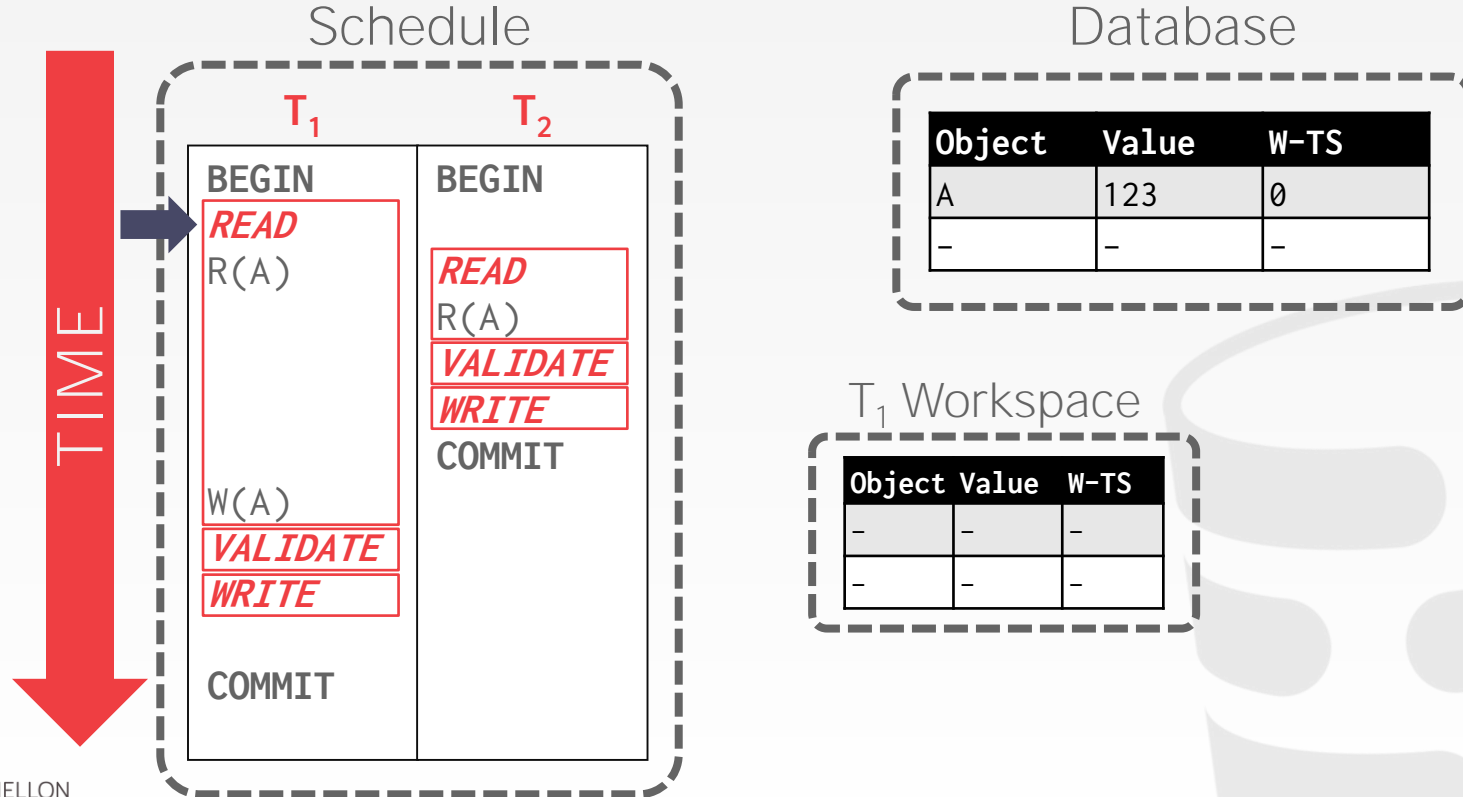 Schedule
Database
TIME
T₁ T₂
BEGIN BEGIN
READ
R(A) READ
R(A)
VALIDATE
WRITE
COMMIT
W(A)
VALIDATE
WRITE
COMMIT
Object Value W-TS
A 123 0
- - -
T₁ Workspace
Object Value W-TS
- - -
- - -